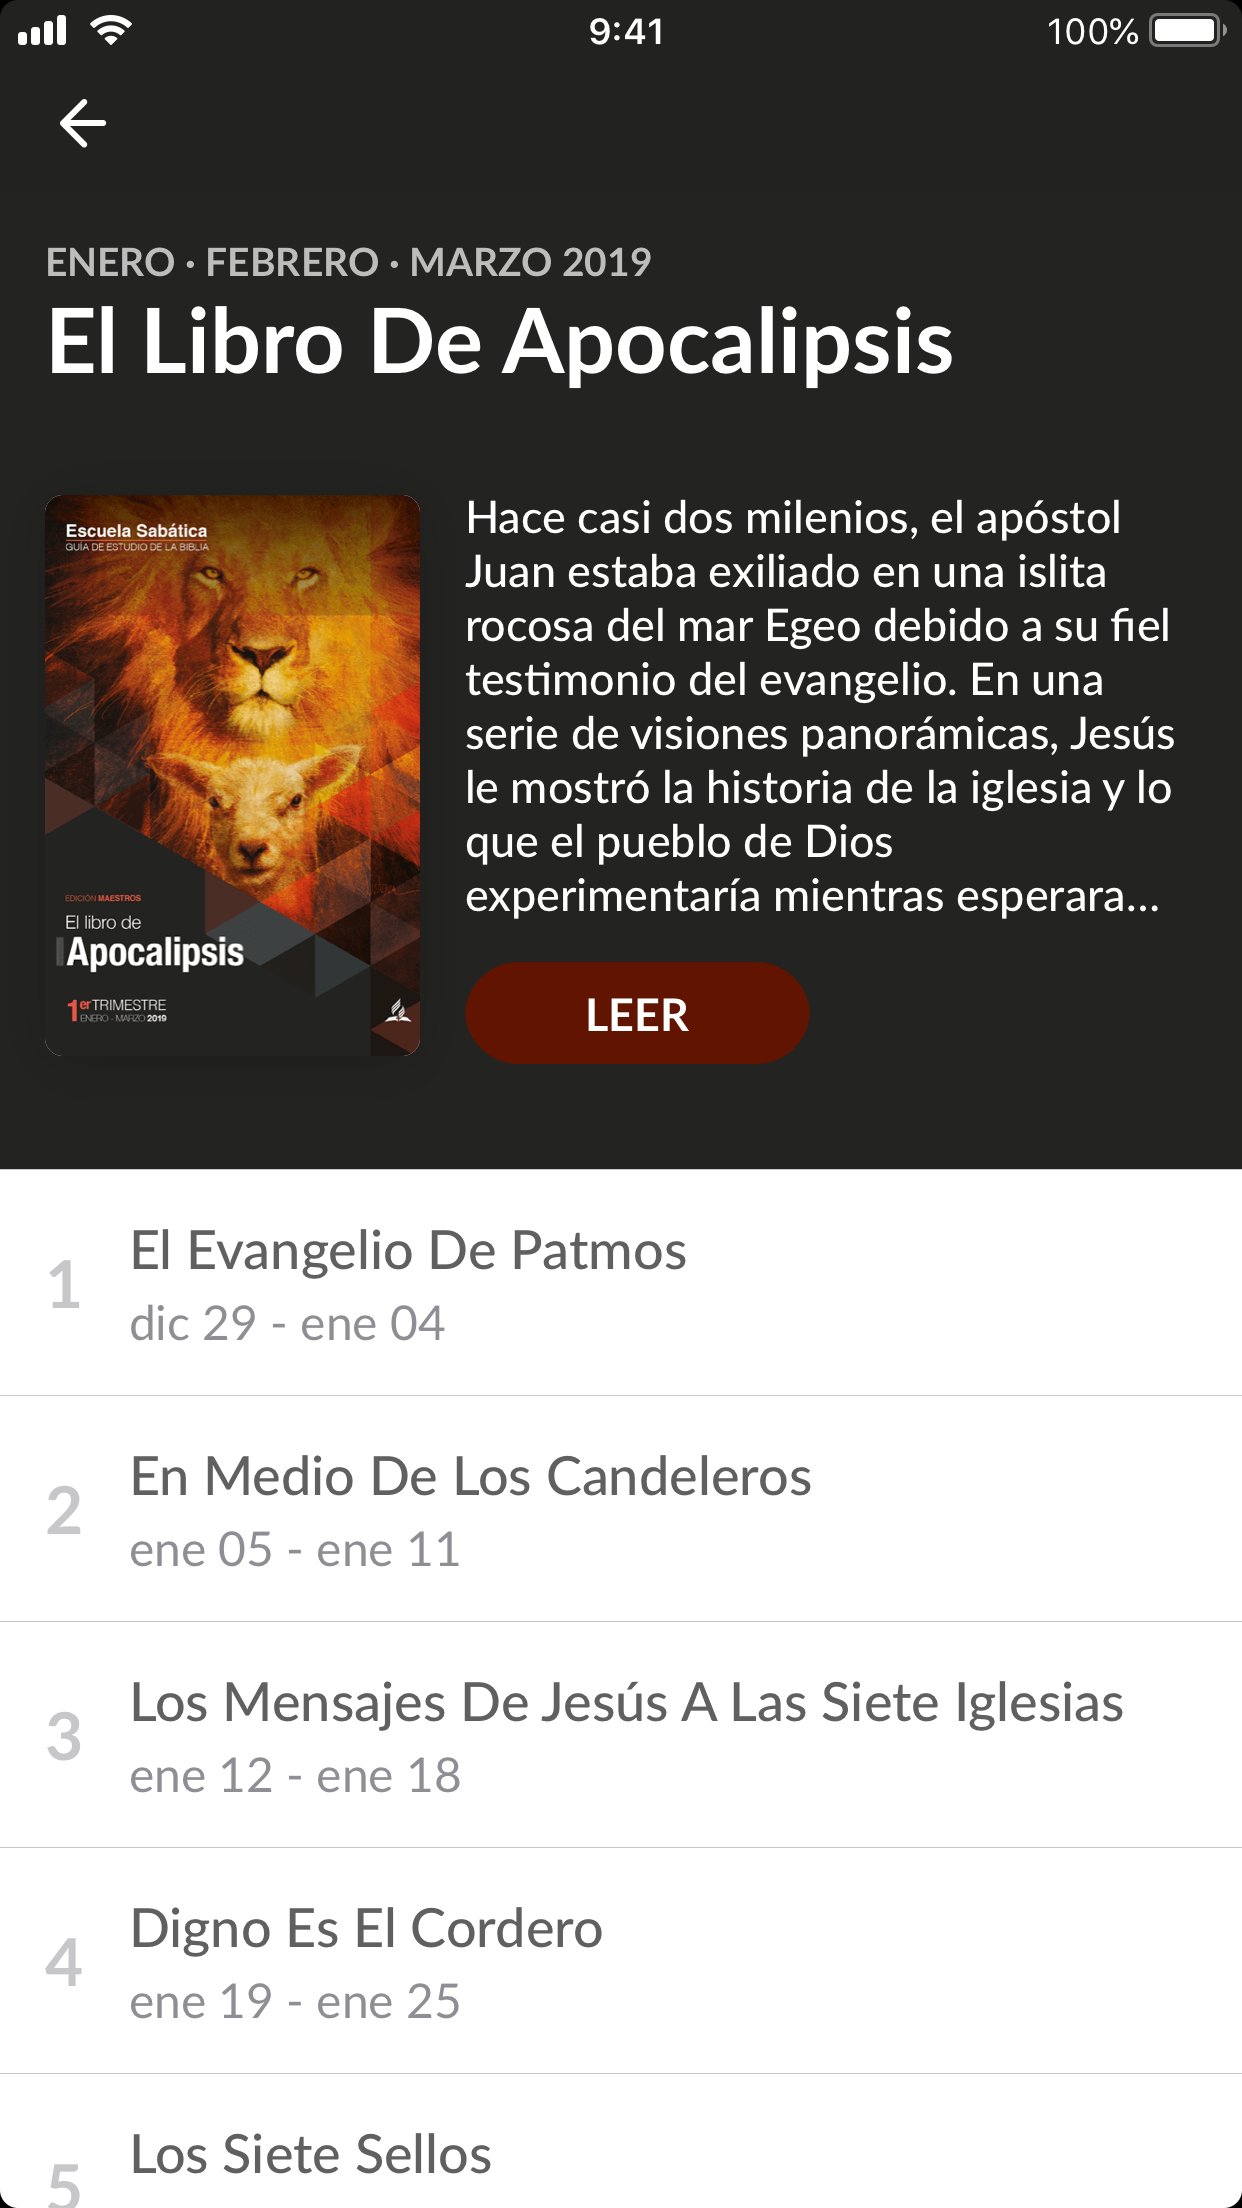 9:41
100%
ENERO · FEBRERO · MARZO 2019
El Libro De Apocalipsis
Escuela Sabática
GUÍA DE ESTUDIO DE LA BIBLIA
EDICIÓN MAESTROS
El libro de
Apocalipsis
1er TRIMESTRE
ENERO - MARZO 2019
Hace casi dos milenios, el apóstol
Juan estaba exiliado en una islita
rocosa del mar Egeo debido a su fiel
testimonio del evangelio. En una
serie de visiones panorámicas, Jesús
le mostró la historia de la iglesia y lo
que el pueblo de Dios
experimentaría mientras esperara...
LEER
1
El Evangelio De Patmos
dic 29 - ene 04
2
En Medio De Los Candeleros
ene 05 - ene 11
3
Los Mensajes De Jesús A Las Siete Iglesias
ene 12 - ene 18
4
Digno Es El Cordero
ene 19 - ene 25
5
Los Siete Sellos